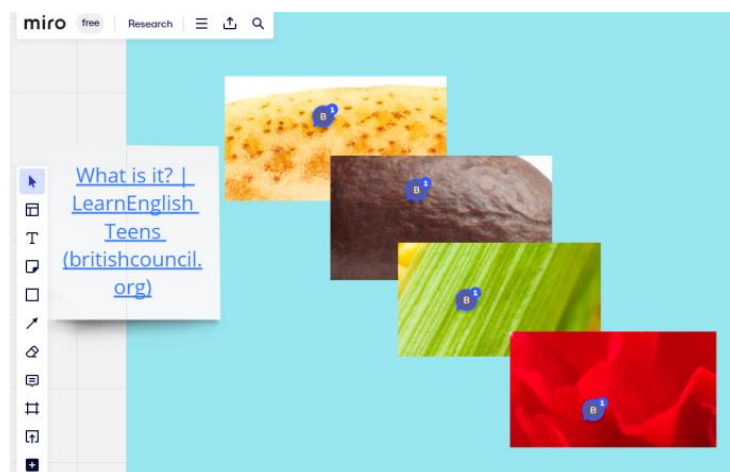 miro free Research
What is it? |
LearnEnglish
Teens
(britishcouncil.
org)
T
B 1
B 1
B 1
B 1